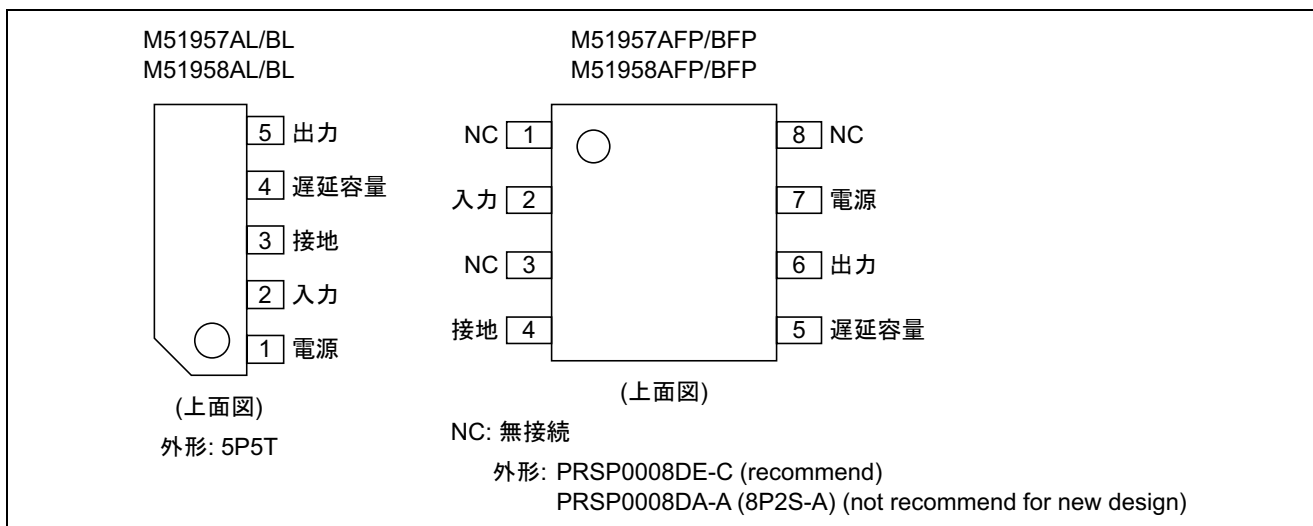 M51957AL/BL
M51958AL/BL
5 出力
4 遅延容量
3 接地
2 入力
1 電源
(上面図)
外形: 5P5T
M51957AFP/BFP
M51958AFP/BFP
NC 1
8 NC
入力 2
7 電源
NC 3
6 出力
接地 4
5 遅延容量
(上面図)
NC: 無接続
外形: PRSP0008DE-C (recommend)
PRSP0008DA-A (8P2S-A) (not recommend for new design)